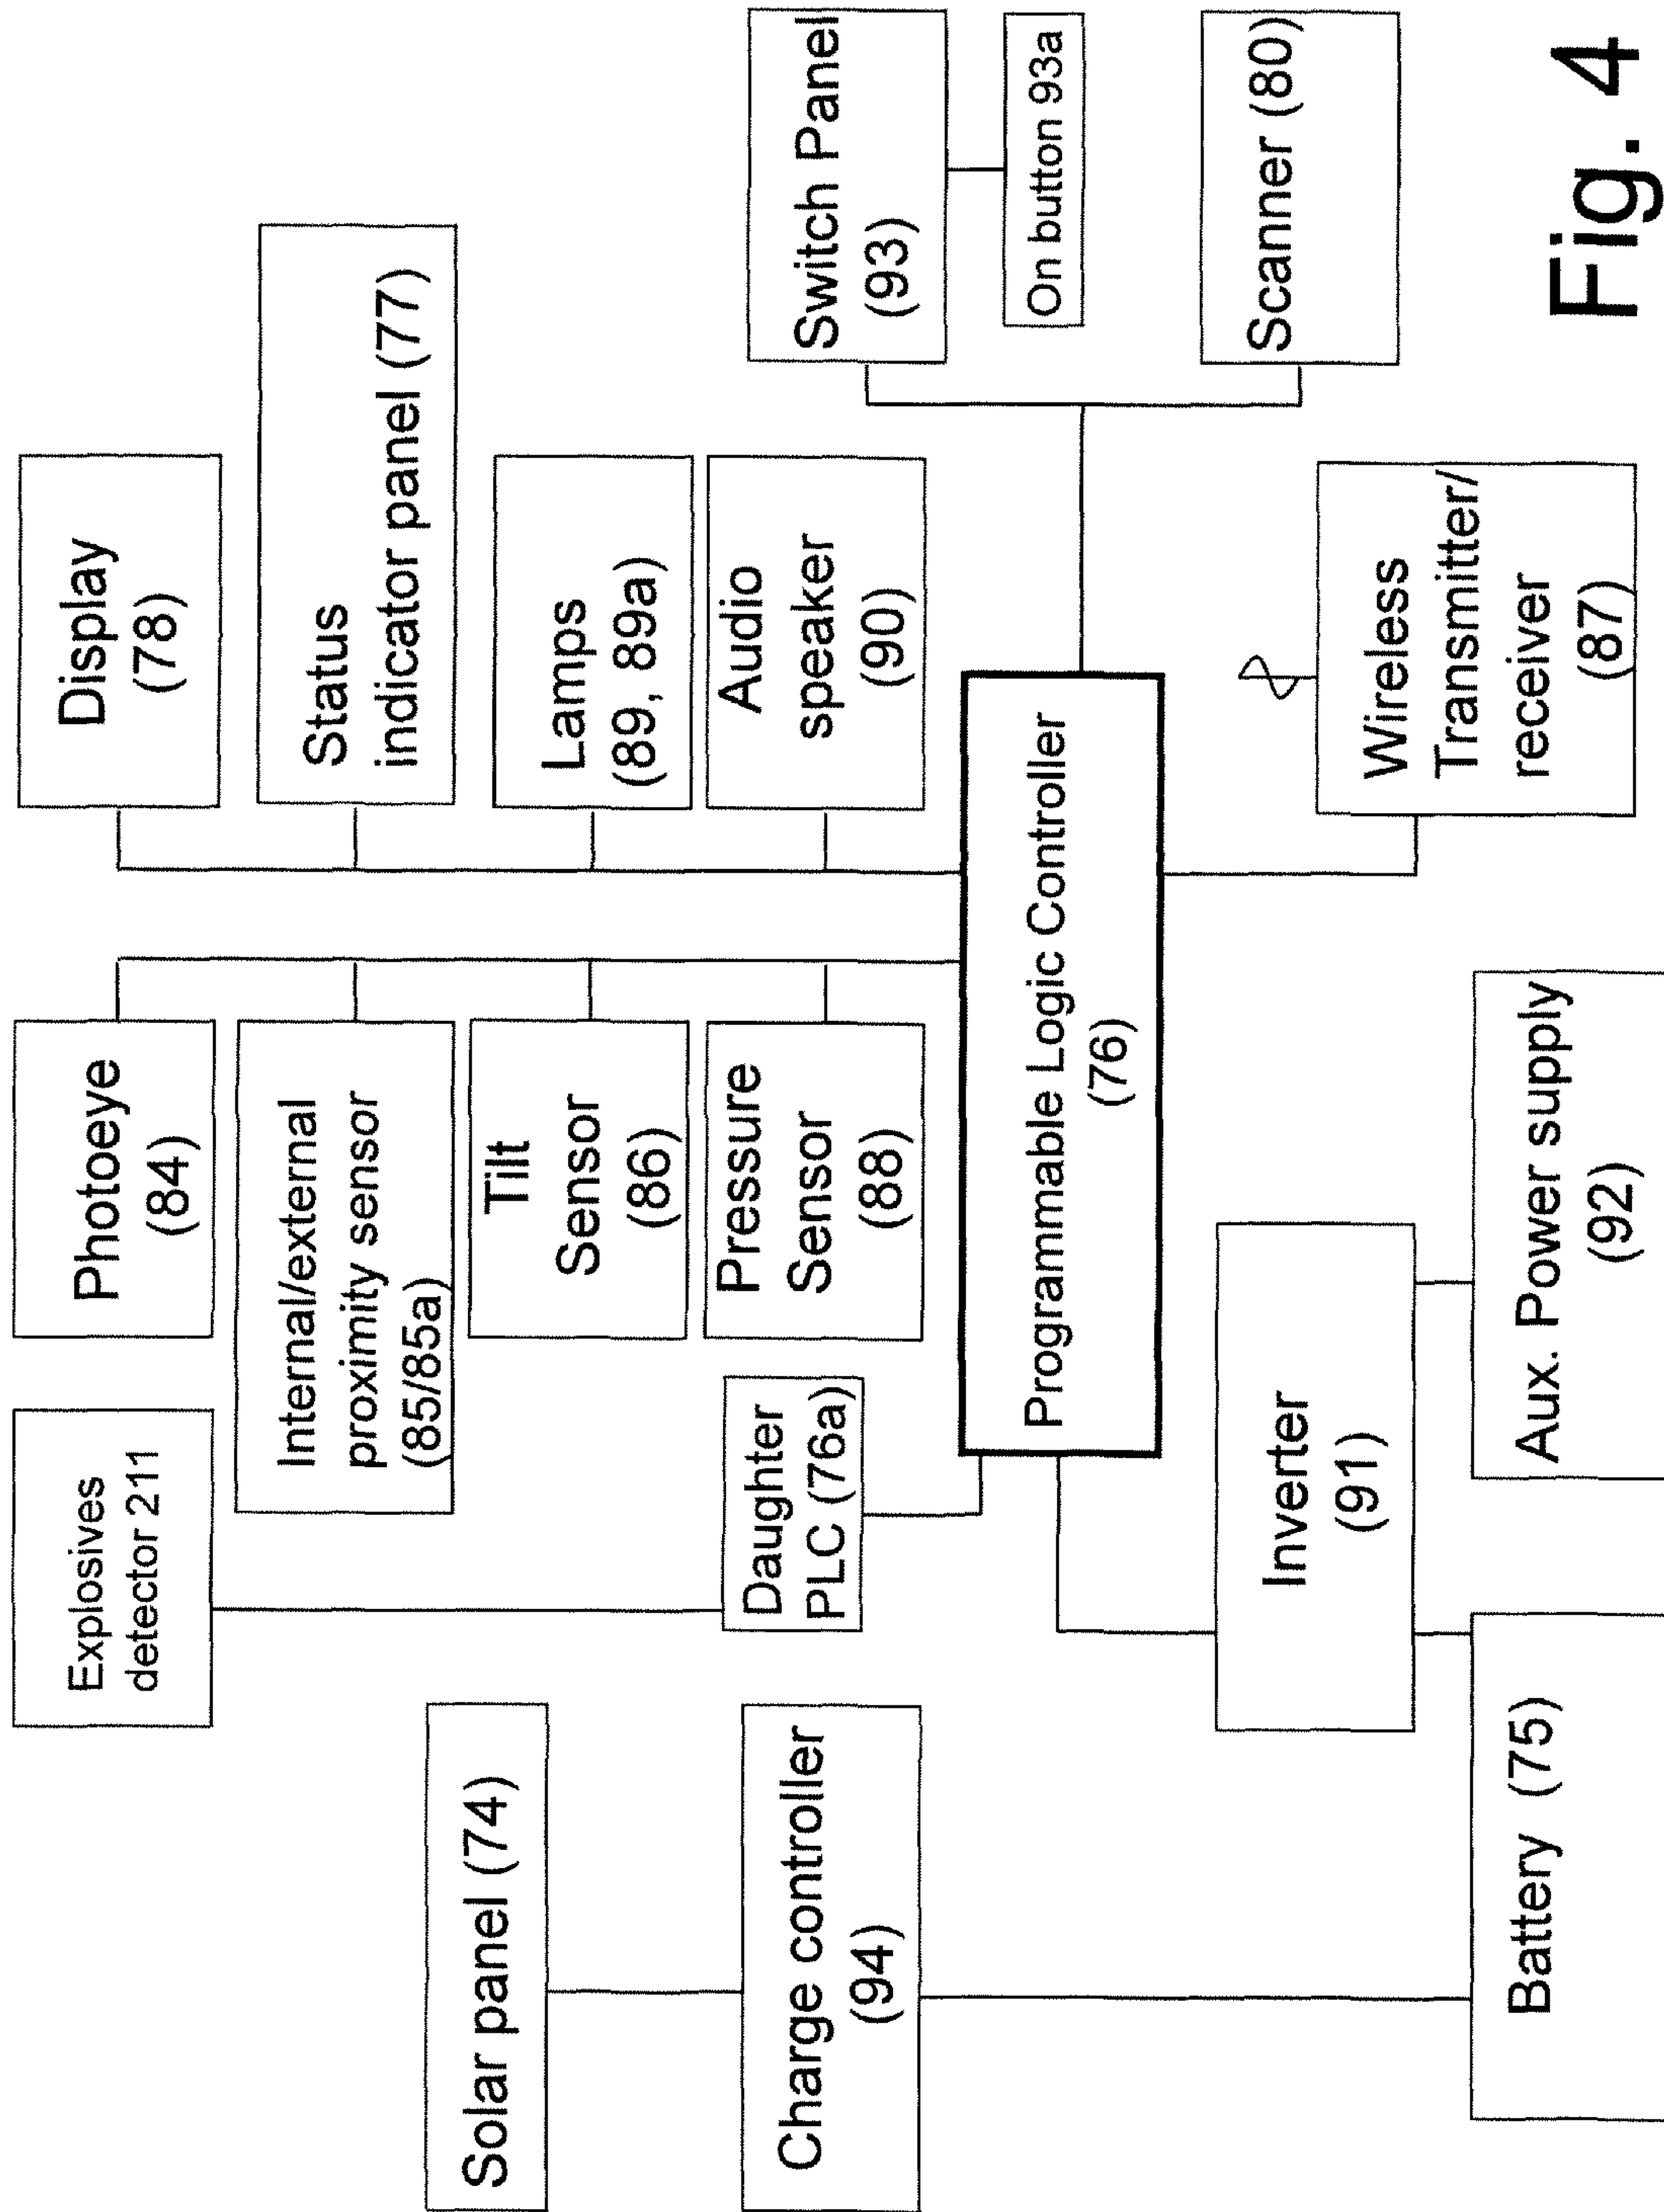 Explosives
detector 211
Photoeye
(84)
Display
(78)
Internal/external
proximity sensor
(85/85a)
Status
indicator panel (77)
Solar panel (74)
Tilt
Sensor
(86)
Lamps
(89, 89a)
Charge controller
(94)
Daughter
PLC (76a)
Pressure
Sensor
(88)
Audio
speaker
(90)
Switch Panel
(93)
On button 93a
Programmable Logic Controller
(76)
Scanner (80)
Inverter
(91)
Wireless
Transmitter/
receiver
(87)
Battery (75)
Aux. Power supply
(92)
Fig. 4